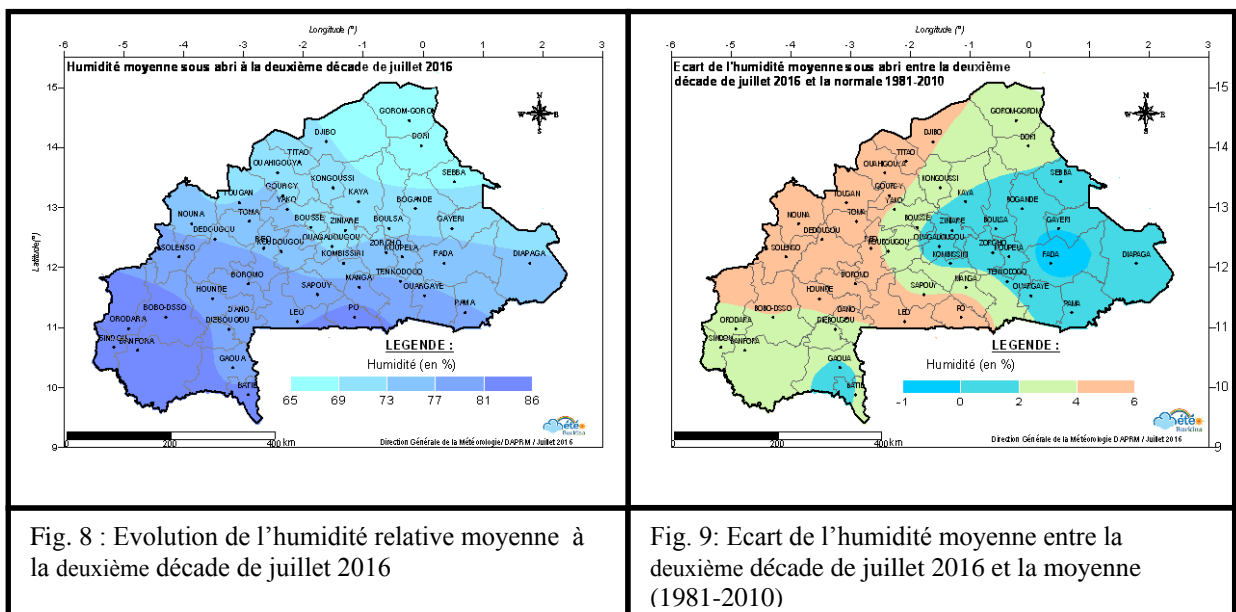 Longitude (°)
-6 -5 -4 -3 -2 -1 0 1 2 3
Humidité moyenne sous abri à la deuxième décade de juillet 2016
15
14
13
12
11
10
9
Latitude(°)
N
W E
S
GOROM-GOROM
DJIBO
DORI
TITAO
OUAHIGOUYA
KONGOUSSI
SEBBA
TOUGAN
GOURCY
KAYA
YAKO
BOGANDE
NOUNA
TOMA
BOUSSE
ZINIARE
BOULSA
GAYERI
DEDOUGOU
OUAGADOUGOU
ZORGHO
SOLENSO
KOUDOUGOU
KOUPELA
KOMBISSIRI
FADA
DIAPAGA
BOROMO
MANGA
TENKODOGO
HOUNDE
SAPOUY
OUARGAYE
BOBO-DSSO
DANO
PAMA
ORODARA
DIEBOUGOU
LEO
PO
SINDOU
BANFORA
GAOUA
BATIE
LEGENDE :
Humidité (en %)
65 69 73 77 81 86
0 200 400 km
Direction Générale de la Météorologie/DAPRM / Juillet 2016
Météo
Burkina
Fig. 8 : Evolution de l’humidité relative moyenne à
la deuxième décade de juillet 2016
Longitude (°)
-6 -5 -4 -3 -2 -1 0 1 2 3
Ecart de l'humidité moyenne sous abri entre la deuxième
décade de juillet 2016 et la normale 1981-2010
15
14
13
12
11
10
9
N
W E
S
GOROM-GOROM
DJIBO
DORI
TITAO
OUAHIGOUYA
KONGOUSSI
SEBBA
TOUGAN
GOURCY
KAYA
YAKO
BOGANDE
NOUNA
TOMA
BOUSSE
ZINIARE
BOULSA
GAYERI
DEDOUGOU
OUAGADOUGOU
ZORGHO
SOLENSO
KOUDOUGOU
KOUPELA
KOMBISSIRI
FADA
DIAPAGA
BOROMO
MANGA
TENKODOGO
HOUNDE
SAPOUY
OUARGAYE
BOBO-DSSO
DANO
PAMA
ORODARA
DIEBOUGOU
LEO
PO
SINDOU
BANFORA
GAOUA
BATIE
LEGENDE :
Humidité (en %)
-1 0 2 4 6
0 200 400 km
Direction Générale de la Météorologie DAPRM / Juillet 2016
Météo
Burkina
Fig. 9: Ecart de l’humidité moyenne entre la
deuxième décade de juillet 2016 et la moyenne
(1981-2010)